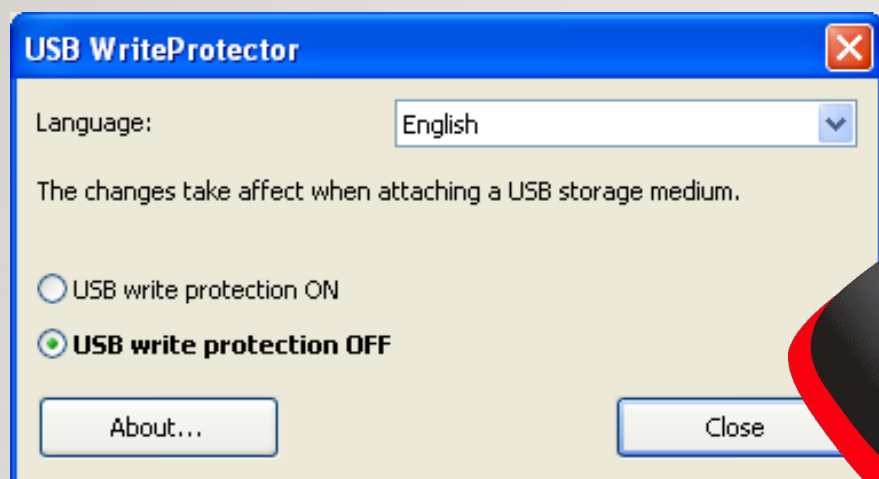 USB WriteProtector
Language: English
The changes take affect when attaching a USB storage medium.
USB write protection ON
USB write protection OFF
About... Close